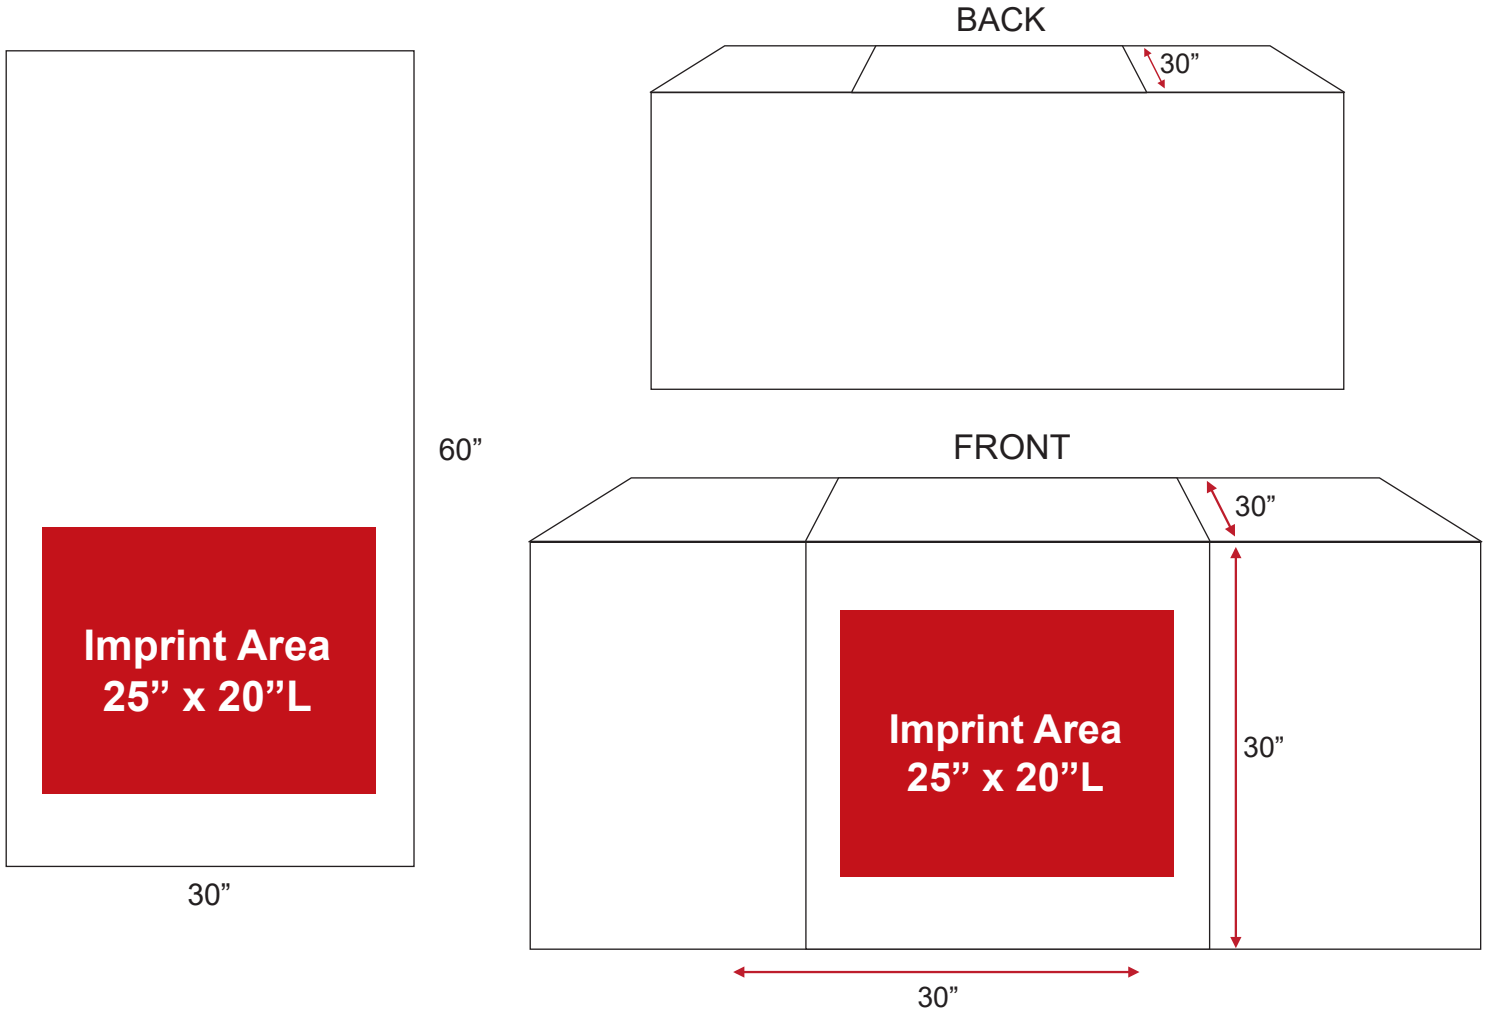 BACK
30”
60”
Imprint Area
25” x 20”L
30”
FRONT
30”
Imprint Area
25” x 20”L
30”
30”